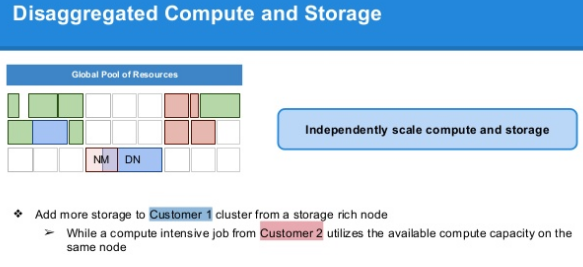 Disaggregated Compute and Storage
Global Pool of Resources
NM DN
Independently scale compute and storage
❖ Add more storage to Customer 1 cluster from a storage rich node
➢ While a compute intensive job from Customer 2 utilizes the available compute capacity on the
same node